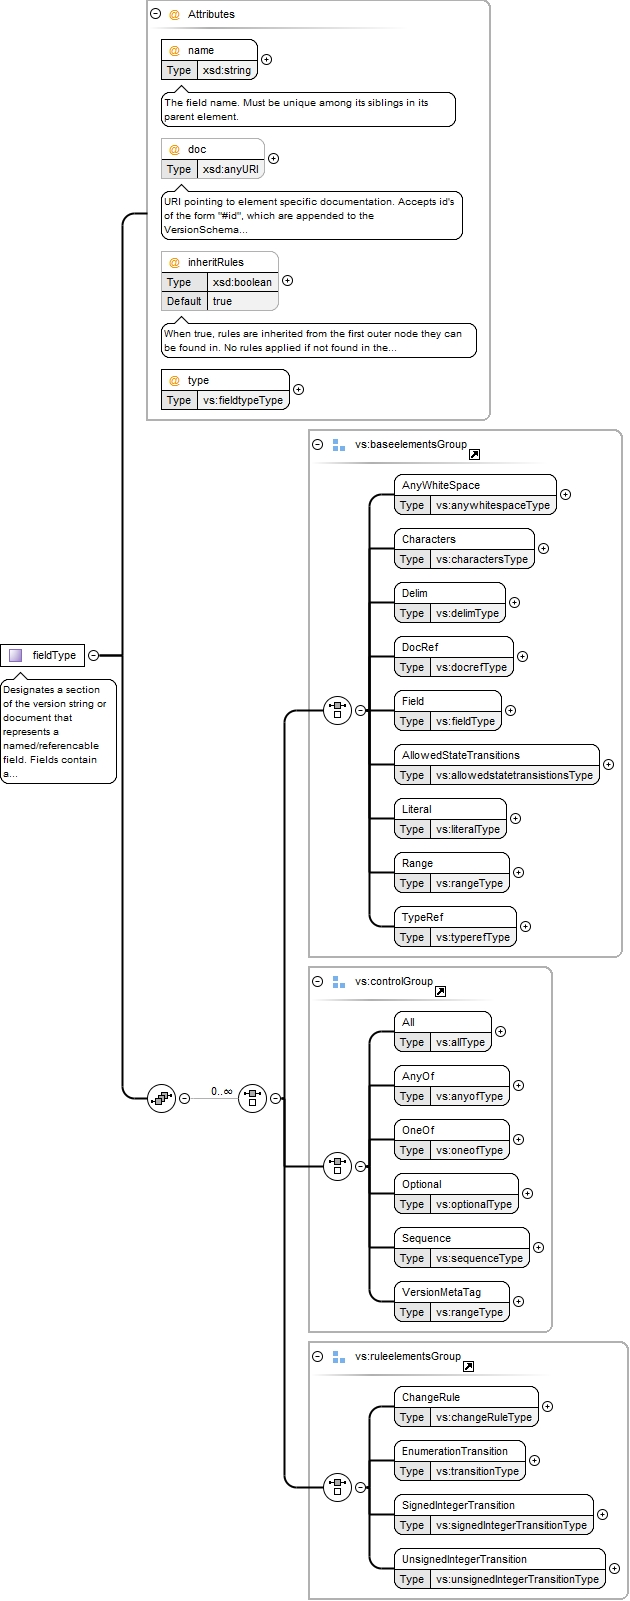 @ Attributes
@ name
Type xsd:string
The field name. Must be unique among its siblings in its
parent element.
@ doc
Type xsd:anyURI
URI pointing to element specific documentation. Accepts id's
of the form "#id", which are appended to the
VersionSchema...
@ inheritRules
Type xsd:boolean
Default true
When true, rules are inherited from the first outer node they can
be found in. No rules applied if not found in the...
@ type
Type vs:fieldtypeType
fieldType
Designates a section
of the version string or
document that
represents a
named/referencable
field. Fields contain
a...
0..∞
vs:baseelementsGroup
AnyWhiteSpace
Type vs:anywhitespaceType
Characters
Type vs:charactersType
Delim
Type vs:delimType
DocRef
Type vs:docrefType
Field
Type vs:fieldType
AllowedStateTransitions
Type vs:allowedstatetransistionsType
Literal
Type vs:literalType
Range
Type vs:rangeType
TypeRef
Type vs:typerefType
vs:controlGroup
All
Type vs:allType
AnyOf
Type vs:anyofType
OneOf
Type vs:oneofType
Optional
Type vs:optionalType
Sequence
Type vs:sequenceType
VersionMetaTag
Type vs:rangeType
vs:ruleelementsGroup
ChangeRule
Type vs:changeRuleType
EnumerationTransition
Type vs:transitionType
SignedIntegerTransition
Type vs:signedIntegerTransitionType
UnsignedIntegerTransition
Type vs:unsignedIntegerTransitionType